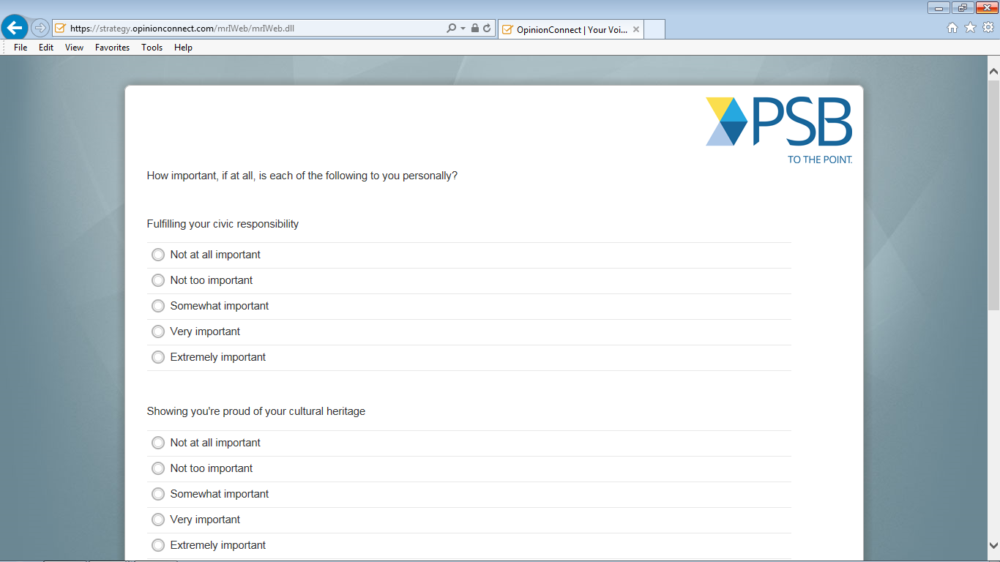 https://strategy.opinionconnect.com/mrIWeb/mrIWeb.dll
OpinionConnect | Your Voi...
File Edit View Favorites Tools Help
PSB
TO THE POINT.
How important, if at all, is each of the following to you personally?
Fulfilling your civic responsibility
Not at all important
Not too important
Somewhat important
Very important
Extremely important
Showing you're proud of your cultural heritage
Not at all important
Not too important
Somewhat important
Very important
Extremely important